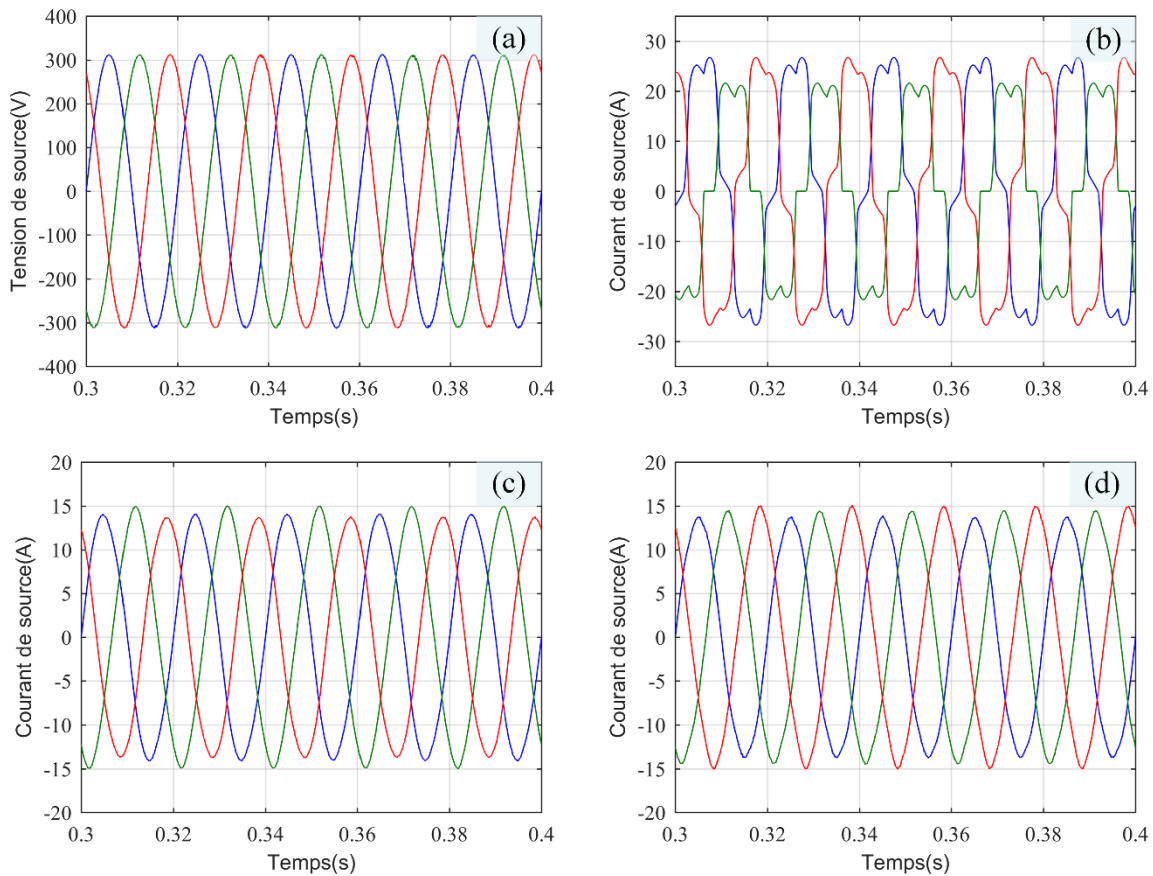 (a)
Tension de source(V)
400
300
200
100
0
-100
-200
-300
-400
0.3 0.32 0.34 0.36 0.38 0.4
Temps(s)
(b)
Courant de source(A)
30
20
10
0
-10
-20
-30
0.3 0.32 0.34 0.36 0.38 0.4
Temps(s)
(c)
Courant de source(A)
20
15
10
5
0
-5
-10
-15
-20
0.3 0.32 0.34 0.36 0.38 0.4
Temps(s)
(d)
Courant de source(A)
20
15
10
5
0
-5
-10
-15
-20
0.3 0.32 0.34 0.36 0.38 0.4
Temps(s)